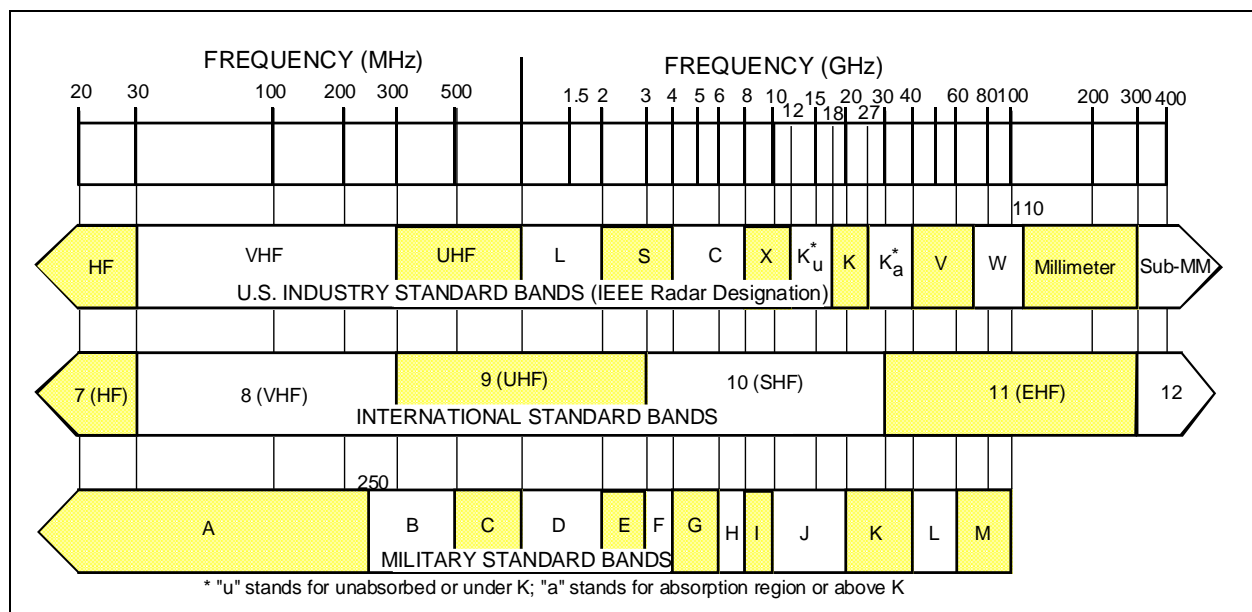 FREQUENCY (MHz) FREQUENCY (GHz)
20 30 100 200 300 500 1.5 2 3 4 5 6 8 10 15 20 30 40 60 80 100 200 300 400
12 18 27
110
HF VHF UHF L S C X K*u K K*a V W Millimeter Sub-MM
U.S. INDUSTRY STANDARD BANDS (IEEE Radar Designation)
7 (HF) 8 (VHF) 9 (UHF) 10 (SHF) 11 (EHF) 12
INTERNATIONAL STANDARD BANDS
250
A B C D E F G H I J K L M
MILITARY STANDARD BANDS
* "u" stands for unabsorbed or under K; "a" stands for absorption region or above K